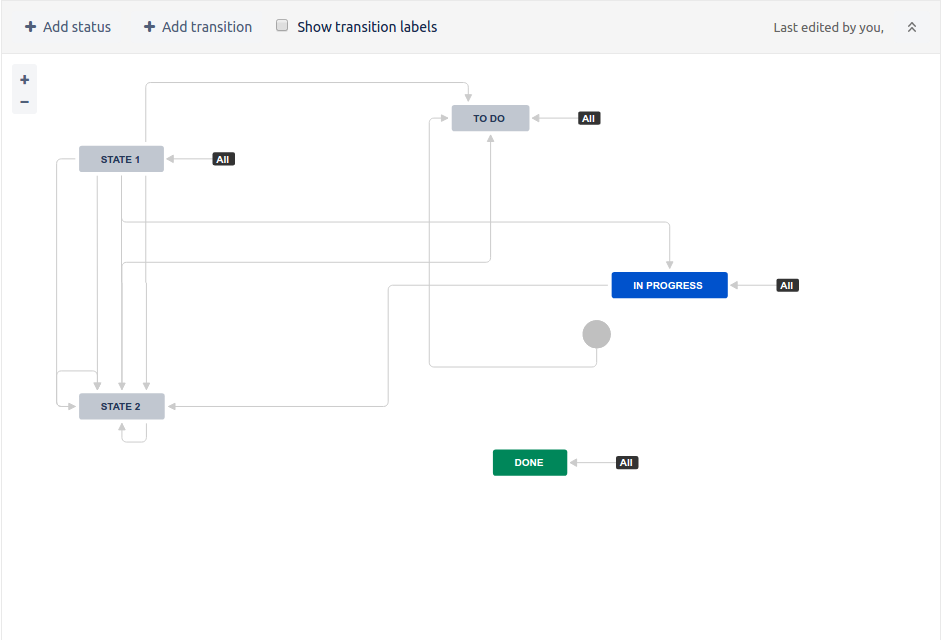 + Add status + Add transition Show transition labels Last edited by you,
+
−
TO DO All
STATE 1 All
IN PROGRESS All
STATE 2
DONE All